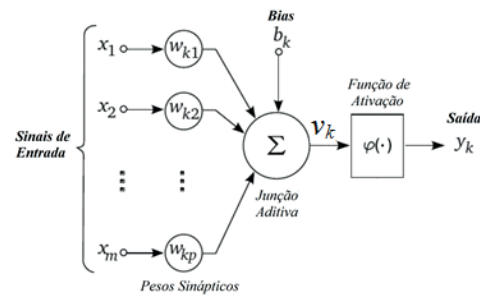 Bias
b_k
x_1
w_k1
x_2
w_k2
Sinais de
Entrada
x_m
w_kp
Pesos Sinápticos
Σ
Junção
Aditiva
v_k
Função de
Ativação
φ(·)
Saída
y_k